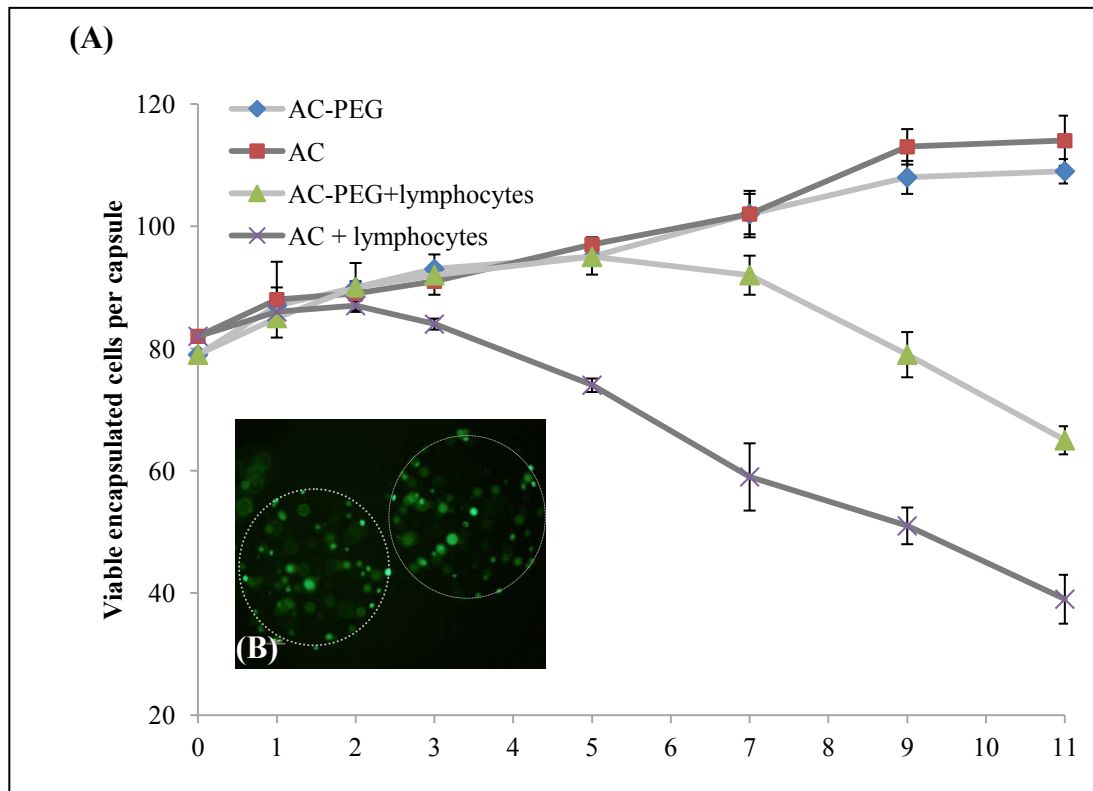 (A)
Viable encapsulated cells per capsule
120
100
80
60
40
20
AC-PEG
AC
AC-PEG+lymphocytes
AC + lymphocytes
(B)
0 1 2 3 4 5 6 7 8 9 10 11